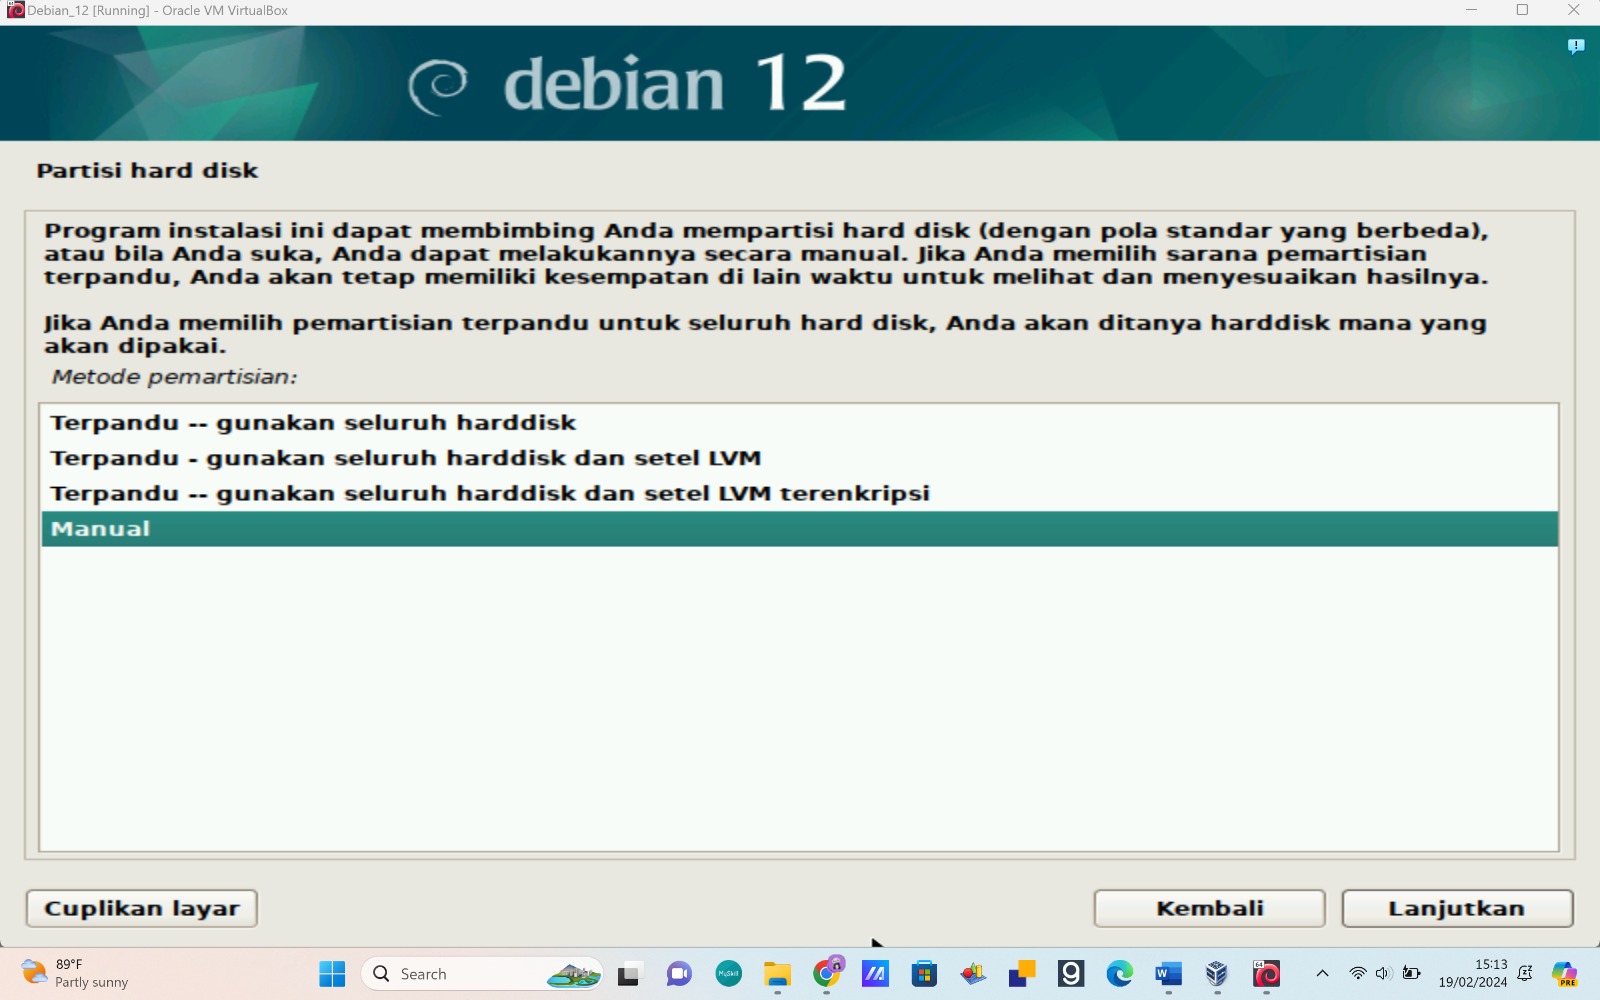 Debian_12 [Running] - Oracle VM VirtualBox
debian 12
Partisi hard disk
Program instalasi ini dapat membimbing Anda mempartisi hard disk (dengan pola standar yang berbeda),
atau bila Anda suka, Anda dapat melakukannya secara manual. Jika Anda memilih sarana pemartisian
terpandu, Anda akan tetap memiliki kesempatan di lain waktu untuk melihat dan menyesuaikan hasilnya.
Jika Anda memilih pemartisian terpandu untuk seluruh hard disk, Anda akan ditanya harddisk mana yang
akan dipakai.
Metode pemartisian:
Terpandu -- gunakan seluruh harddisk
Terpandu - gunakan seluruh harddisk dan setel LVM
Terpandu -- gunakan seluruh harddisk dan setel LVM terenkripsi
Manual
Cuplikan layar
Kembali
Lanjutkan
89°F
Partly sunny
Search
MySkill
64
15:13
19/02/2024
PRE